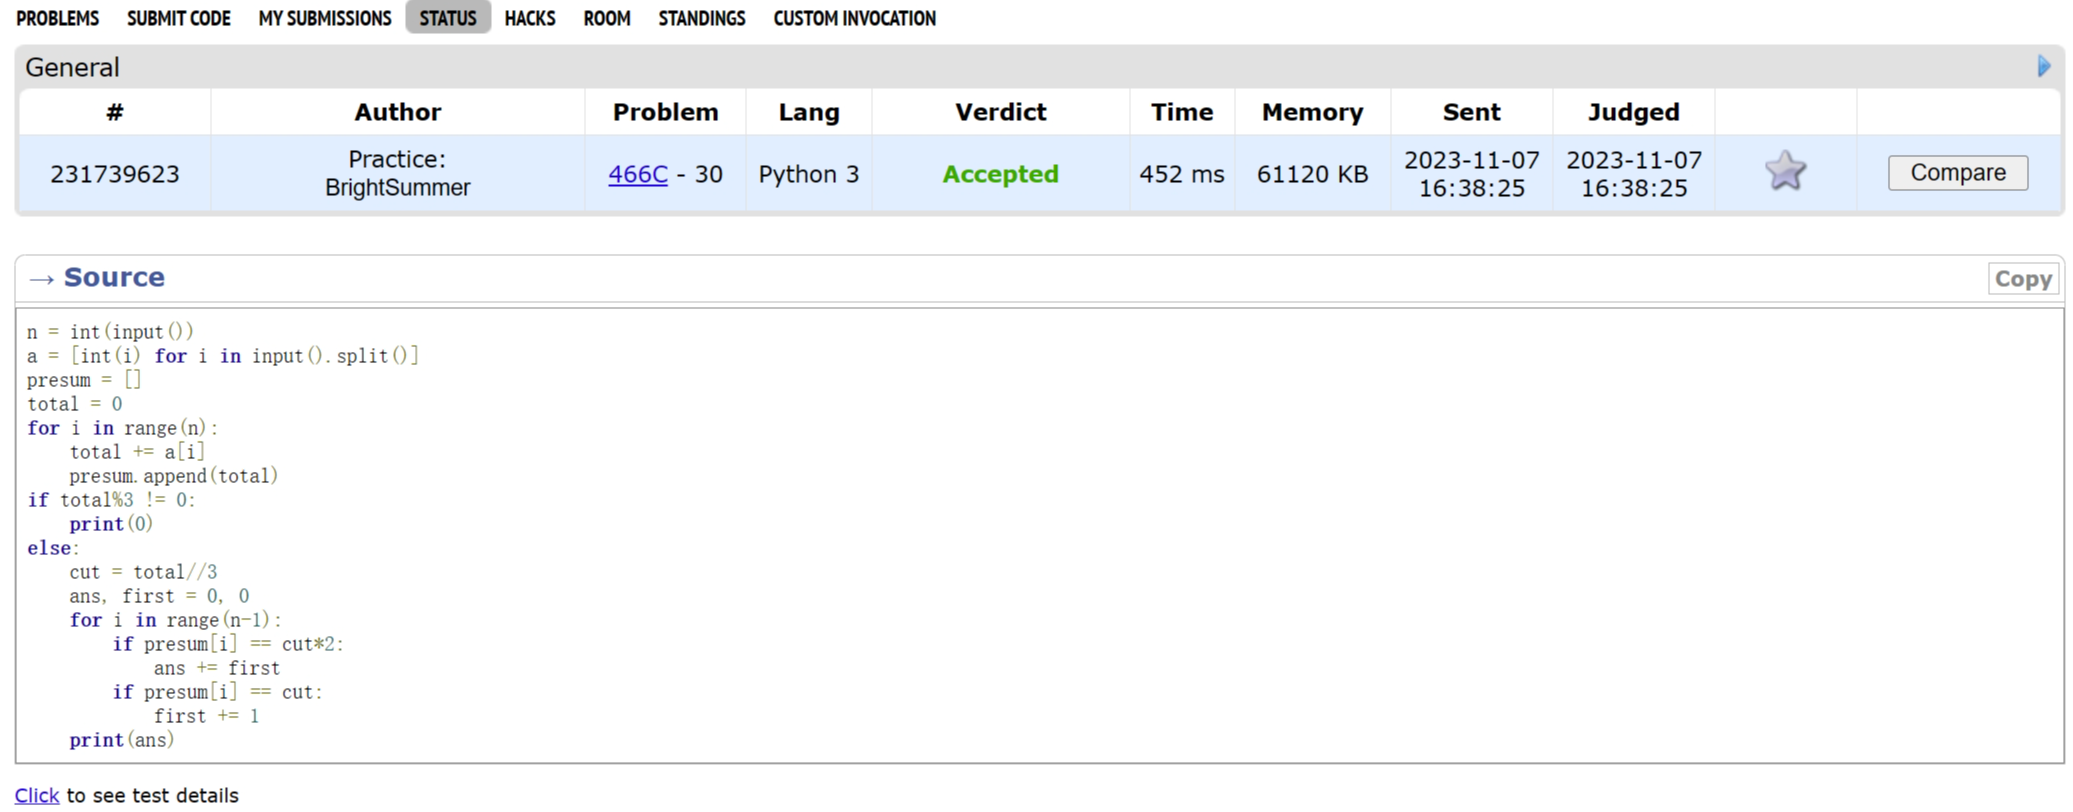 PROBLEMS SUBMIT CODE MY SUBMISSIONS STATUS HACKS ROOM STANDINGS CUSTOM INVOCATION
General
# Author Problem Lang Verdict Time Memory Sent Judged
231739623 Practice: BrightSummer 466C - 30 Python 3 Accepted 452 ms 61120 KB 2023-11-07 16:38:25 2023-11-07 16:38:25 Compare
→ Source Copy
n = int(input())
a = [int(i) for i in input().split()]
presum = []
total = 0
for i in range(n):
    total += a[i]
    presum.append(total)
if total%3 != 0:
    print(0)
else:
    cut = total//3
    ans, first = 0, 0
    for i in range(n-1):
        if presum[i] == cut*2:
            ans += first
        if presum[i] == cut:
            first += 1
    print(ans)
Click to see test details